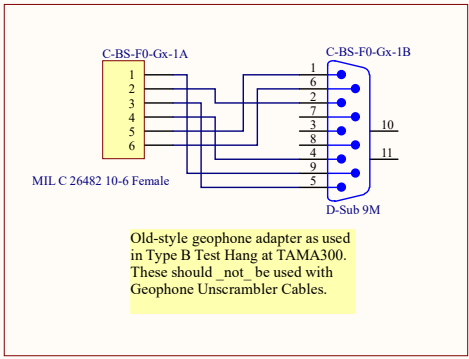 C-BS-F0-Gx-1A
C-BS-F0-Gx-1B
1
2
3
4
5
6
1
6
2
7
3
8
4
9
5
10
11
MIL C 26482 10-6 Female
D-Sub 9M
Old-style geophone adapter as used
in Type B Test Hang at TAMA300.
These should _not_ be used with
Geophone Unscrambler Cables.